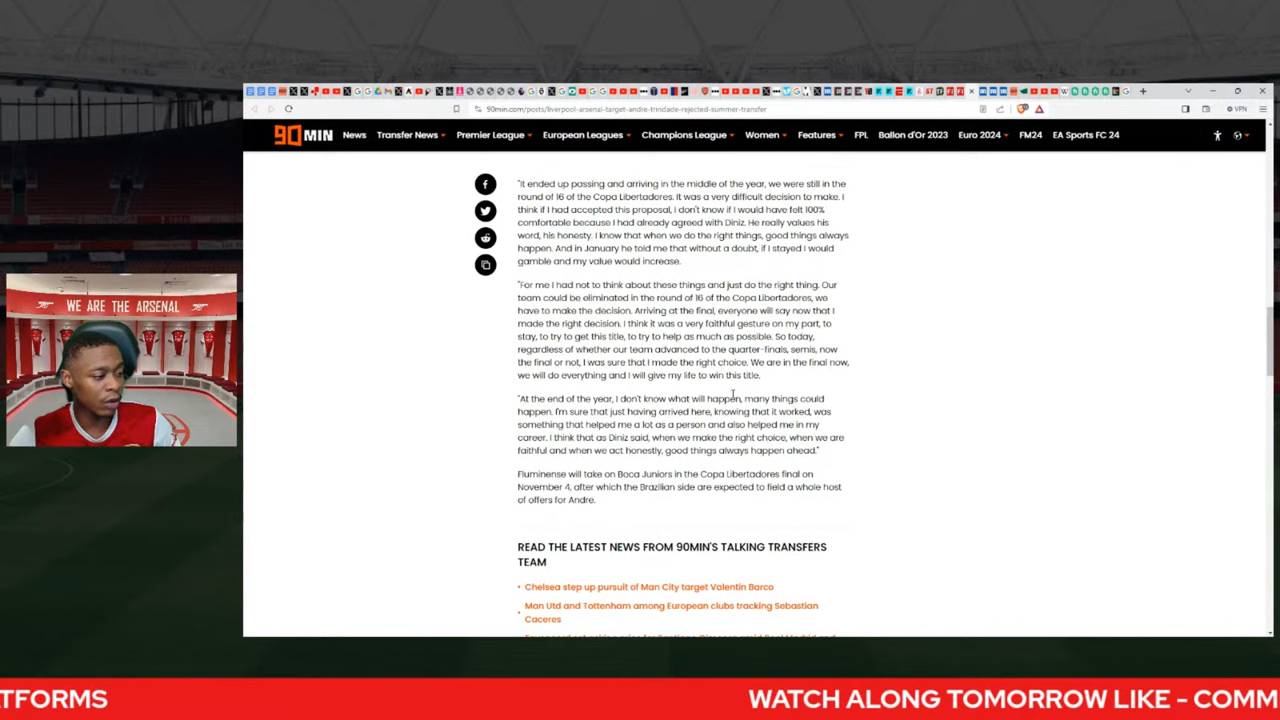 90min.com/posts/liverpool-arsenal-target-andre-trindade-rejected-summer-transfer
VPN
90MIN News Transfer News Premier League European Leagues Champions League Women Features FPL Ballon d'Or 2023 Euro 2024 FM24 EA Sports FC 24
"It ended up passing and arriving in the middle of the year, we were still in the
round of 16 of the Copa Libertadores. It was a very difficult decision to make. I
think if I had accepted this proposal, I don't know if I would have felt 100%
comfortable because I had already agreed with Diniz. He really values his
word, his honesty. I know that when we do the right things, good things always
happen. And in January he told me that without a doubt, if I stayed I would
gamble and my value would increase.
"For me I had not to think about these things and just do the right thing. Our
team could be eliminated in the round of 16 of the Copa Libertadores, we
have to make the decision. Arriving at the final, everyone will say now that I
made the right decision. I think it was a very faithful gesture on my part, to
stay, to try to get this title, to try to help as much as possible. So today,
regardless of whether our team advanced to the quarter-finals, semis, now
the final or not, I was sure that I made the right choice. We are in the final now,
we will do everything and I will give my life to win this title.
"At the end of the year, I don't know what will happen, many things could
happen. I'm sure that just having arrived here, knowing that it worked, was
something that helped me a lot as a person and also helped me in my
career. I think that as Diniz said, when we make the right choice, when we are
faithful and when we act honestly, good things always happen ahead."
Fluminense will take on Boca Juniors in the Copa Libertadores final on
November 4, after which the Brazilian side are expected to field a whole host
of offers for Andre.
READ THE LATEST NEWS FROM 90MIN'S TALKING TRANSFERS
TEAM
Chelsea step up pursuit of Man City target Valentin Barco
Man Utd and Tottenham among European clubs tracking Sebastian
Caceres
WE ARE THE ARSENAL
TFORMS
WATCH ALONG TOMORROW LIKE - COMM